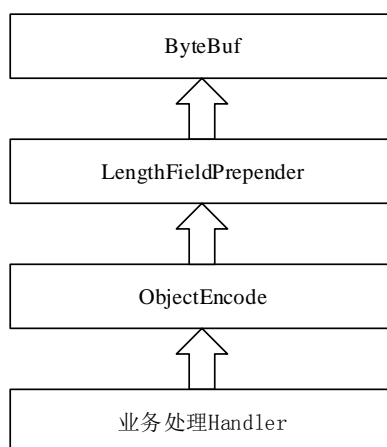 ByteBuf
LengthFieldPrepender
ObjectEncode
业务处理Handler